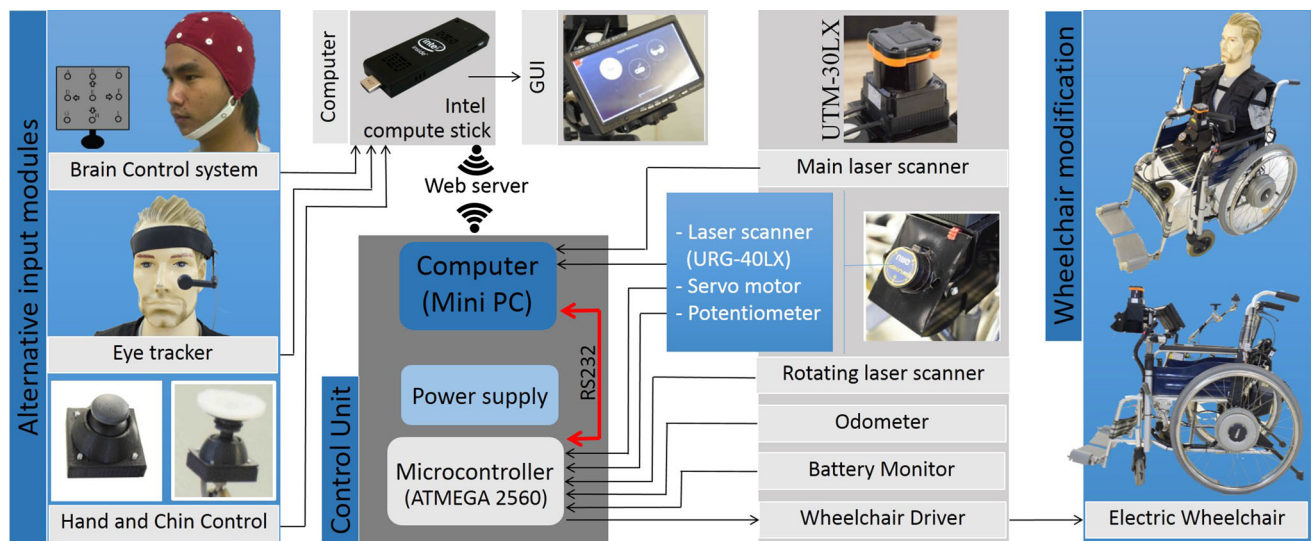 Alternative input modules
Brain Control system
Eye tracker
Hand and Chin Control
Computer
intel
inside
Intel
compute stick
GUI
Web server
Control Unit
Computer
(Mini PC)
RS232
Power supply
Microcontroller
(ATMEGA 2560)
UTM-30LX
Main laser scanner
- Laser scanner
(URG-40LX)
- Servo motor
- Potentiometer
Rotating laser scanner
Odometer
Battery Monitor
Wheelchair Driver
Wheelchair modification
Electric Wheelchair